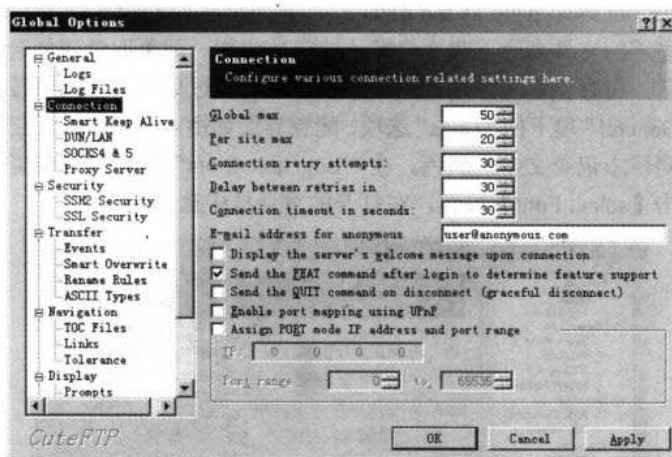 Global Options
General
Logs
Log Files
Connection
Smart Keep Alive
DUN/LAN
SOCKS4 & 5
Proxy Server
Security
SSH2 Security
SSL Security
Transfer
Events
Smart Overwrite
Rename Rules
ASCII Types
Navigation
TOC Files
Links
Tolerance
Display
Prompts
Connection
Configure various connection related settings here.
Global max 50
Per site max 20
Connection retry attempts: 30
Delay between retries in 30
Connection timeout in seconds: 30
E-mail address for anonymous user@anonymous.com
Display the server's welcome message upon connection
Send the FEAT command after login to determine feature support
Send the QUIT command on disconnect (graceful disconnect)
Enable port mapping using UPnP
Assign PORT mode IP address and port range
IP: 0 0 0 0
Port range 0 to 65535
CuteFTP
OK Cancel Apply